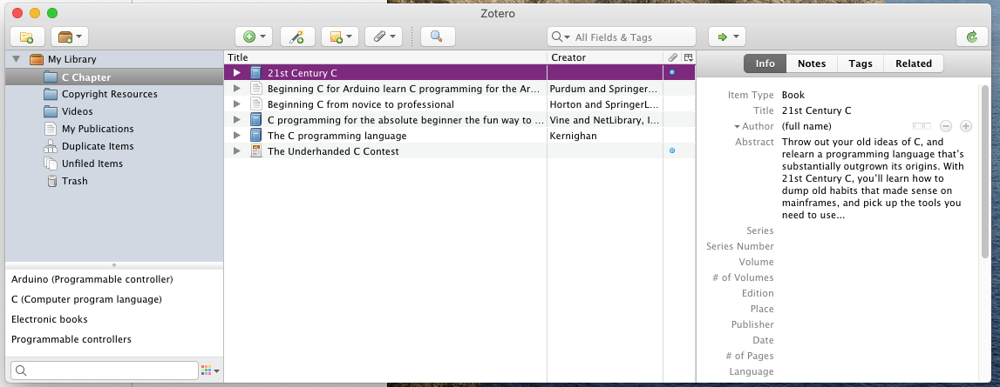 Zotero
All Fields & Tags
My Library
C Chapter
Copyright Resources
Videos
My Publications
Duplicate Items
Unfiled Items
Trash
Arduino (Programmable controller)
C (Computer program language)
Electronic books
Programmable controllers
Title Creator
21st Century C
Beginning C for Arduino learn C programming for the Ar... Purdum and Springer...
Beginning C from novice to professional Horton and SpringerL...
C programming for the absolute beginner the fun way to ... Vine and NetLibrary, I...
The C programming language Kernighan
The Underhanded C Contest
Info Notes Tags Related
Item Type Book
Title 21st Century C
Author (full name)
Abstract Throw out your old ideas of C, and
relearn a programming language that's
substantially outgrown its origins. With
21st Century C, you'll learn how to
dump old habits that made sense on
mainframes, and pick up the tools you
need to use...
Series
Series Number
Volume
# of Volumes
Edition
Place
Publisher
Date
# of Pages
Language